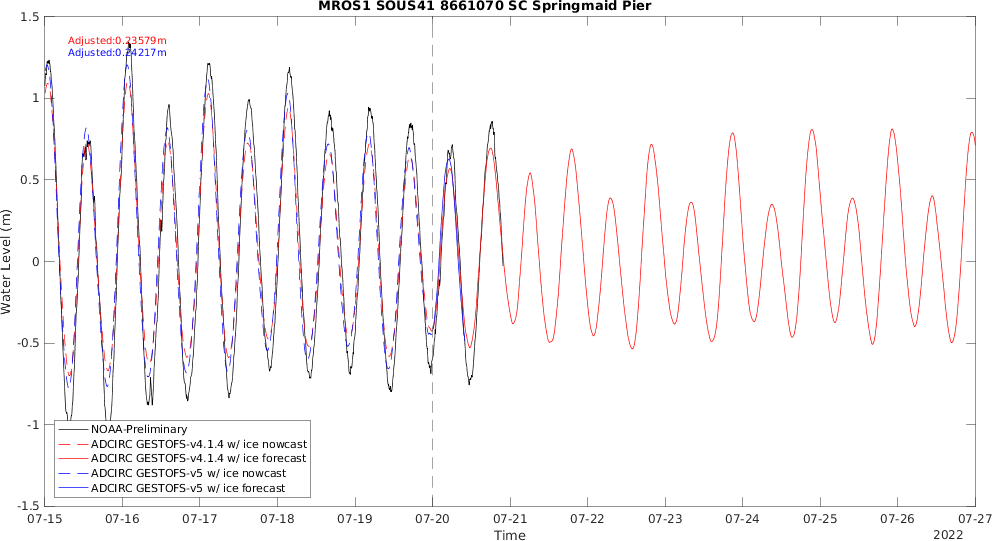 MROS1 SOUS41 8661070 SC Springmaid Pier
1.5
Adjusted:0.23579m
Adjusted:0.24217m
1
0.5
0
-0.5
-1
-1.5
Water Level (m)
NOAA-Preliminary
ADCIRC GESTOFS-v4.1.4 w/ ice nowcast
ADCIRC GESTOFS-v4.1.4 w/ ice forecast
ADCIRC GESTOFS-v5 w/ ice nowcast
ADCIRC GESTOFS-v5 w/ ice forecast
07-15 07-16 07-17 07-18 07-19 07-20 07-21 07-22 07-23 07-24 07-25 07-26 07-27
Time
2022